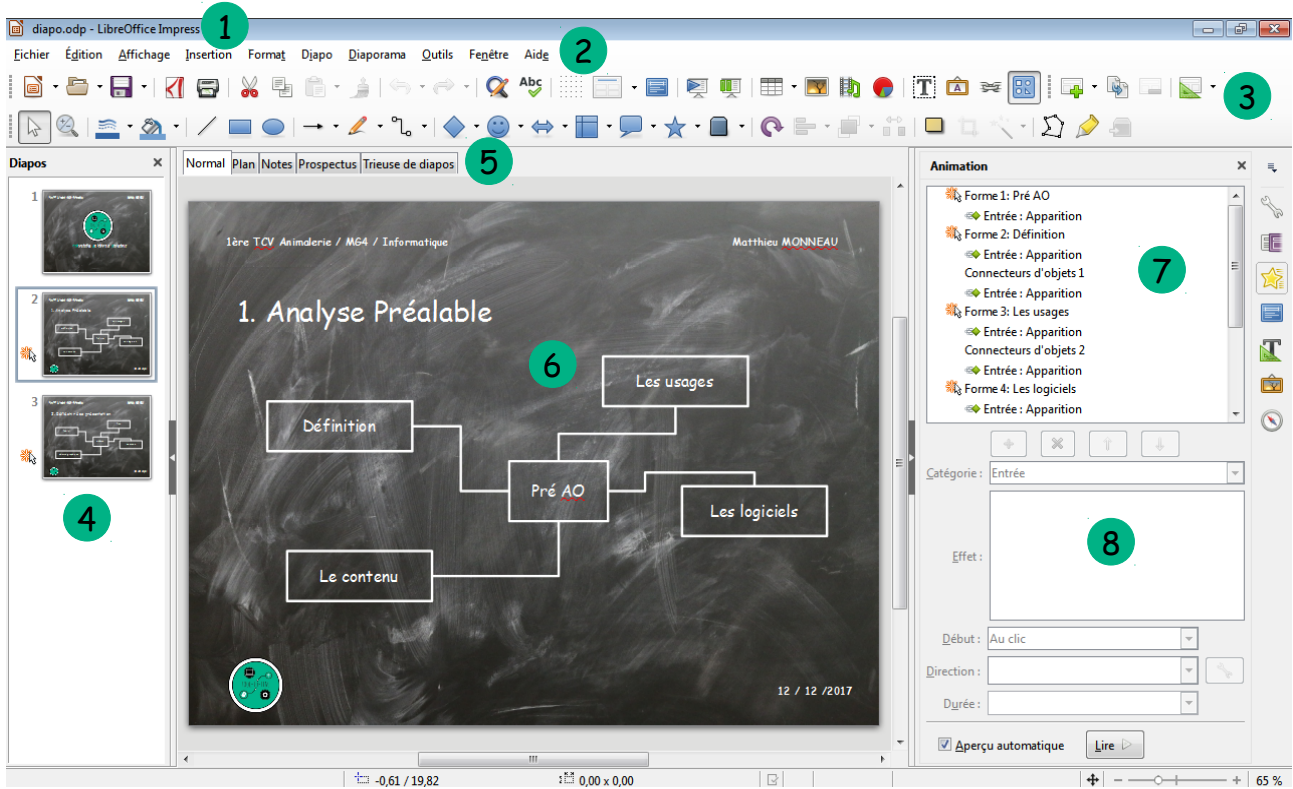 diapo.odp - LibreOffice Impress
1
Fichier Édition Affichage Insertion Format Diapo Diaporama Outils Fenêtre Aide
2
Abc
T
A
3
Diapos
Normal Plan Notes Prospectus Trieuse de diapos
5
Animation
1
2
3
4
1ère TCV Animalerie / MG4 / Informatique
Matthieu MONNEAU
1. Analyse Préalable
6
Les usages
Définition
Pré AO
Les logiciels
Le contenu
12 / 12 /2017
Forme 1: Pré AO
Entrée : Apparition
Forme 2: Définition
Entrée : Apparition
Connecteurs d'objets 1
Entrée : Apparition
Forme 3: Les usages
Entrée : Apparition
Connecteurs d'objets 2
Entrée : Apparition
Forme 4: Les logiciels
Entrée : Apparition
7
Catégorie : Entrée
Effet :
8
Début : Au clic
Direction :
Durée :
Aperçu automatique Lire
-0,61 / 19,82
0,00 x 0,00
65 %